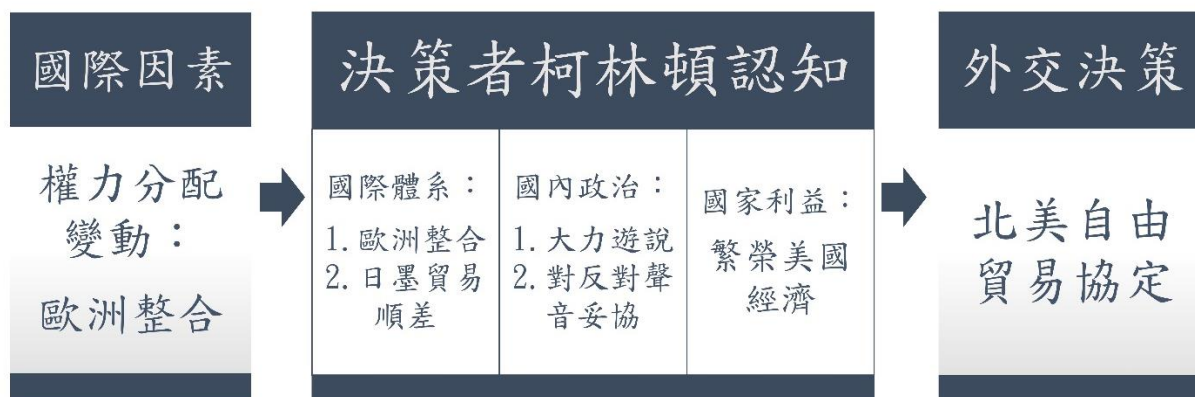 國際因素
權力分配
變動：
歐洲整合
決策者柯林頓認知
國際體系：
1.歐洲整合
2.日墨貿易
順差
國內政治：
1.大力遊說
2.對反對聲
音妥協
國家利益：
繁榮美國
經濟
外交決策
北美自由
貿易協定